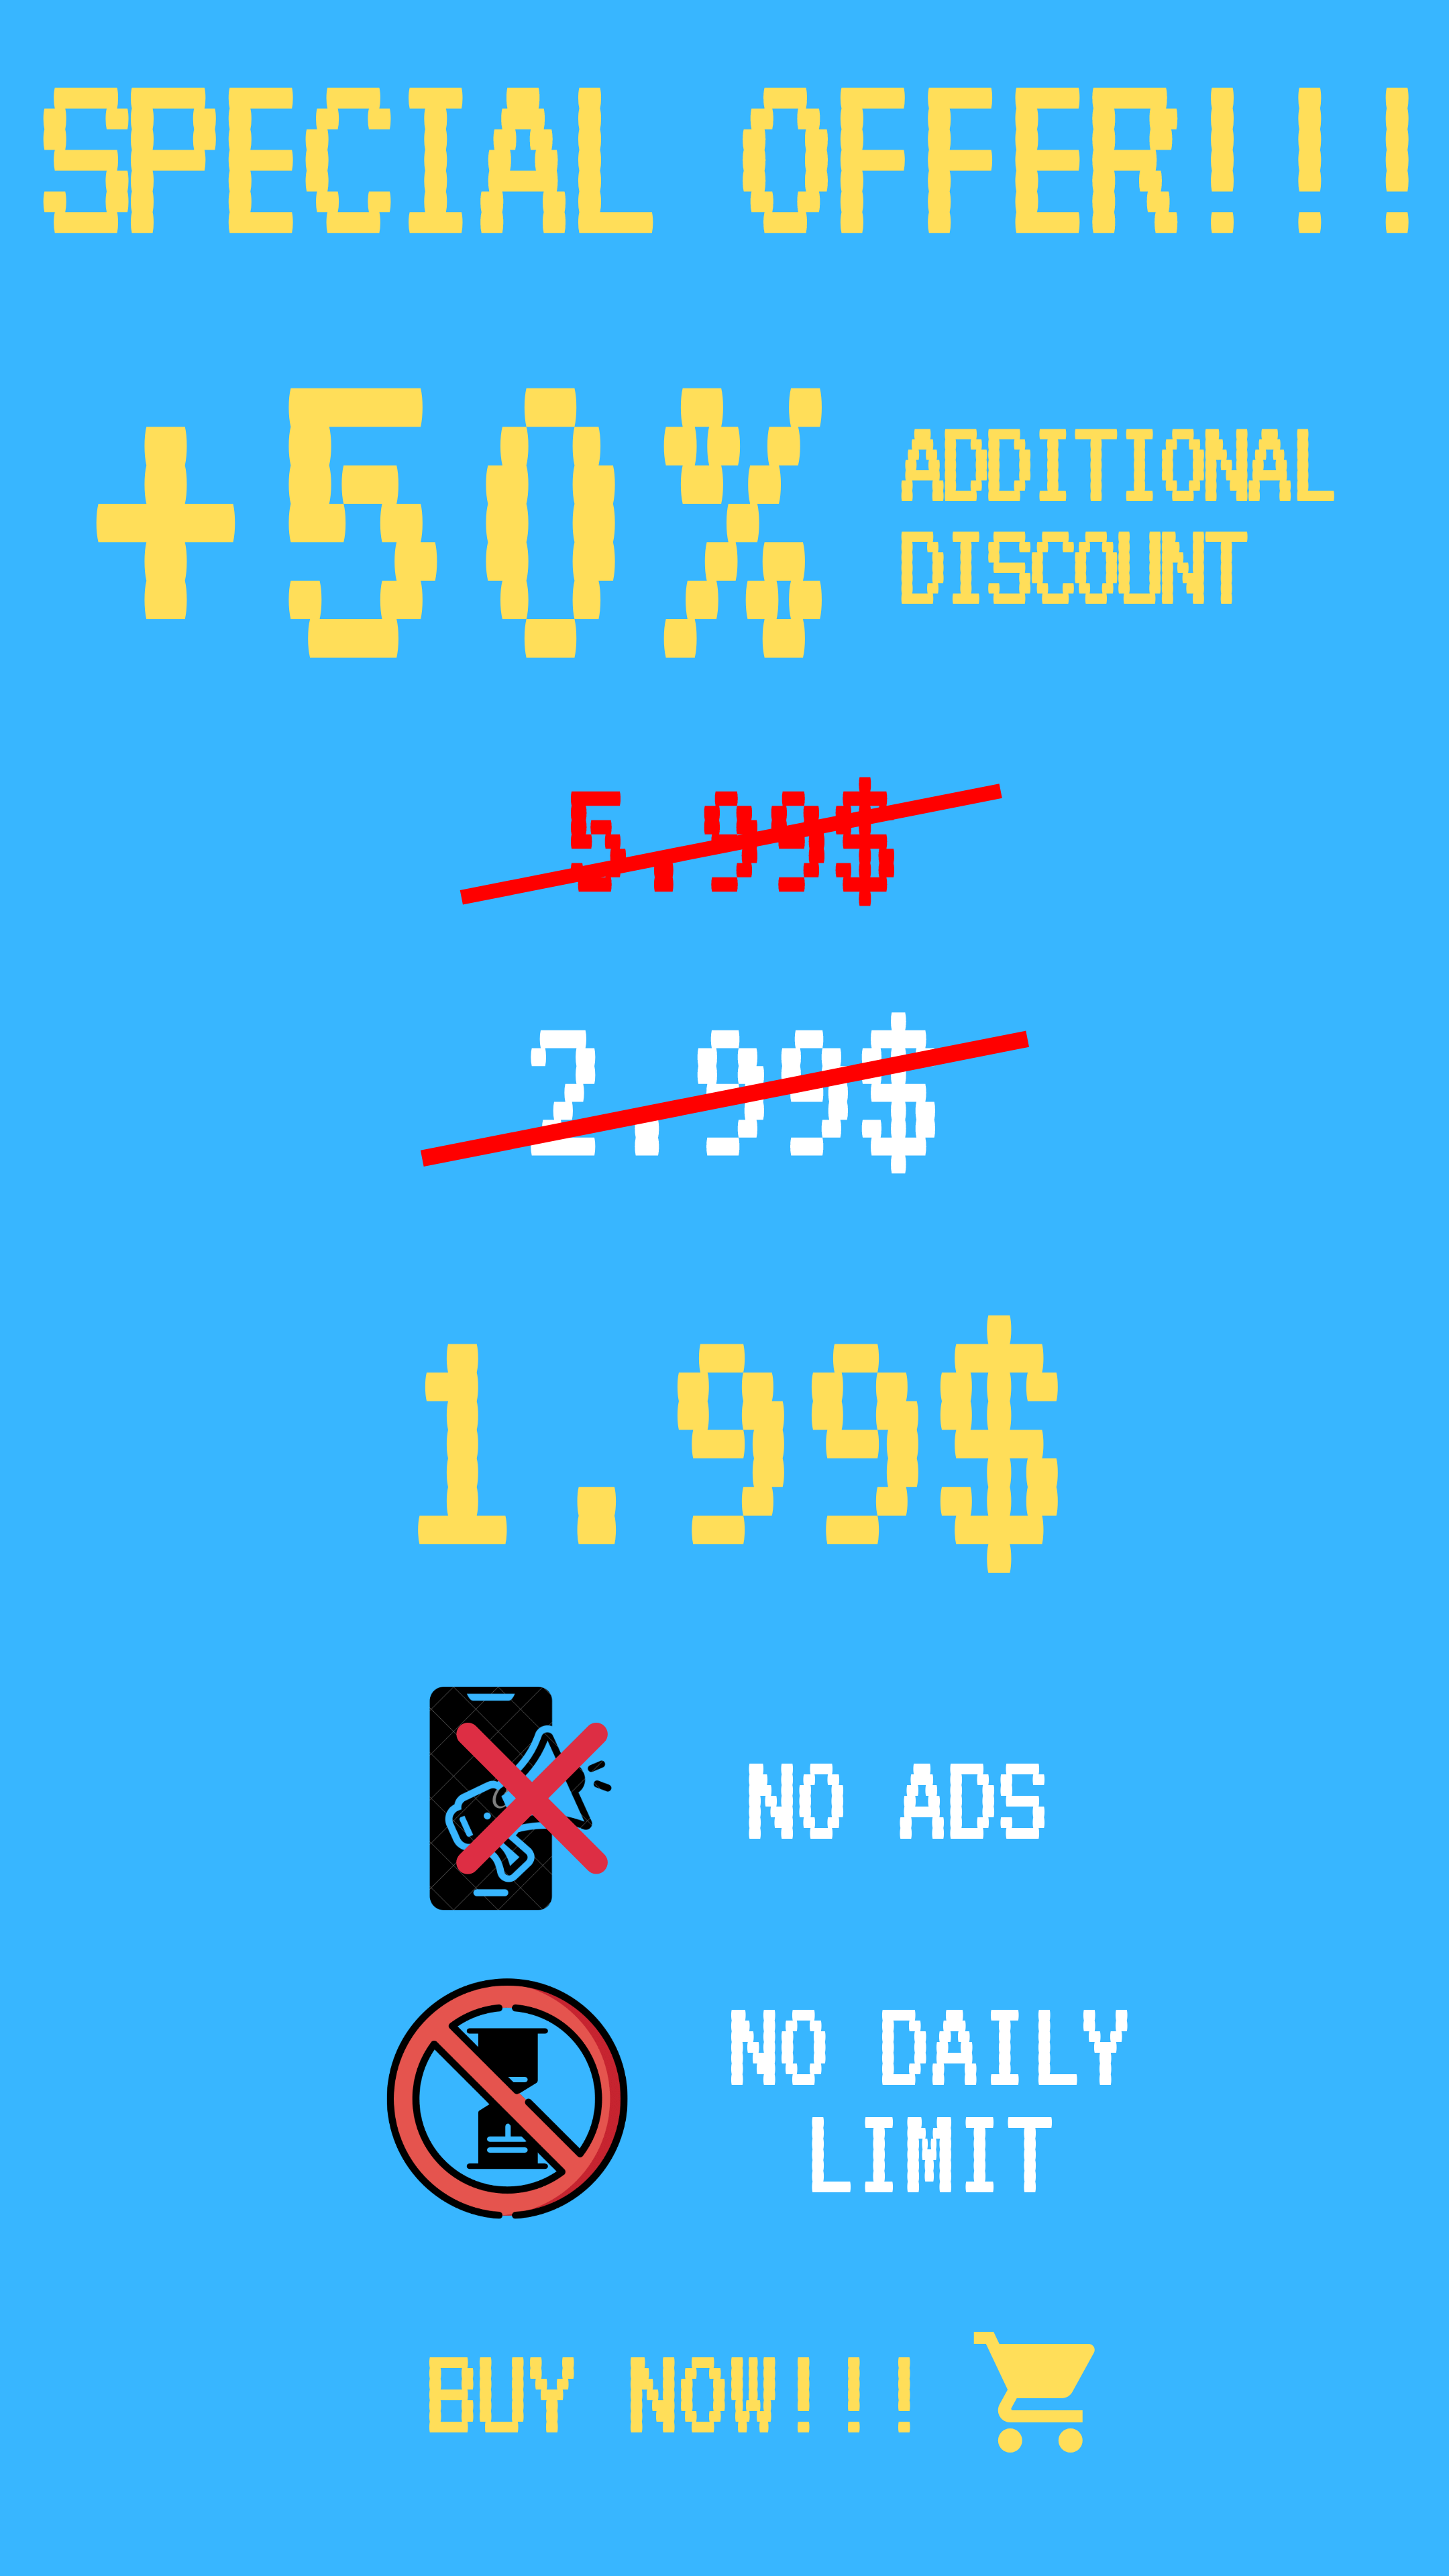 SPECIAL OFFER!!!
+50% ADDITIONAL
DISCOUNT
5.99$
2.99$
1.99$
NO ADS
NO DAILY
LIMIT
BUY NOW!!!